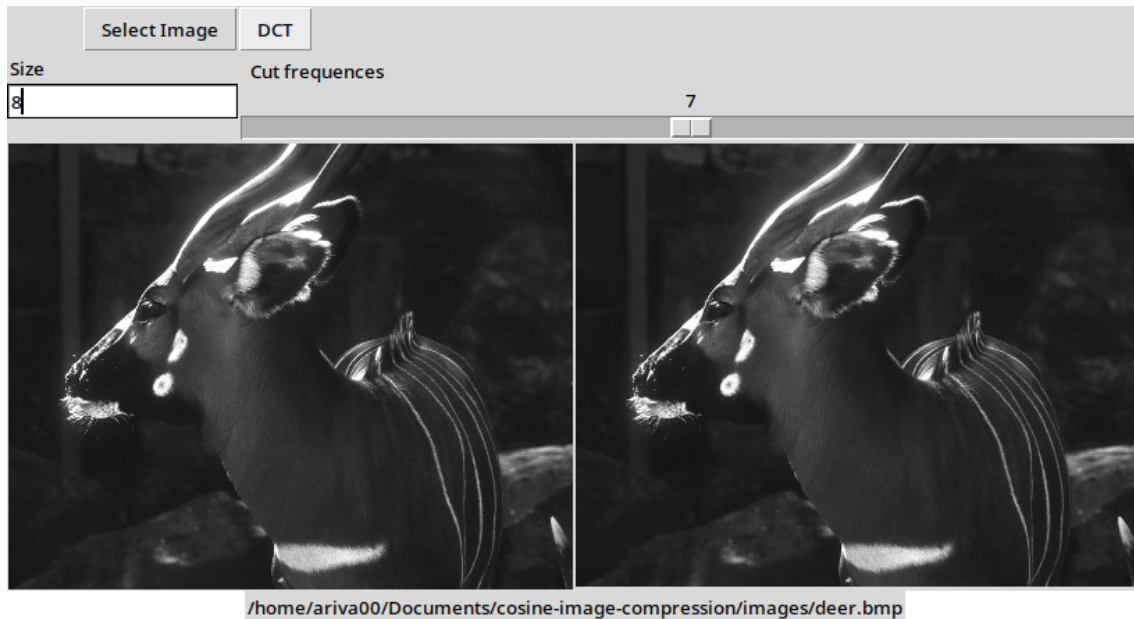 Select Image
DCT
Size
Cut frequences
8
7
/home/ariva00/Documents/cosine-image-compression/images/deer.bmp